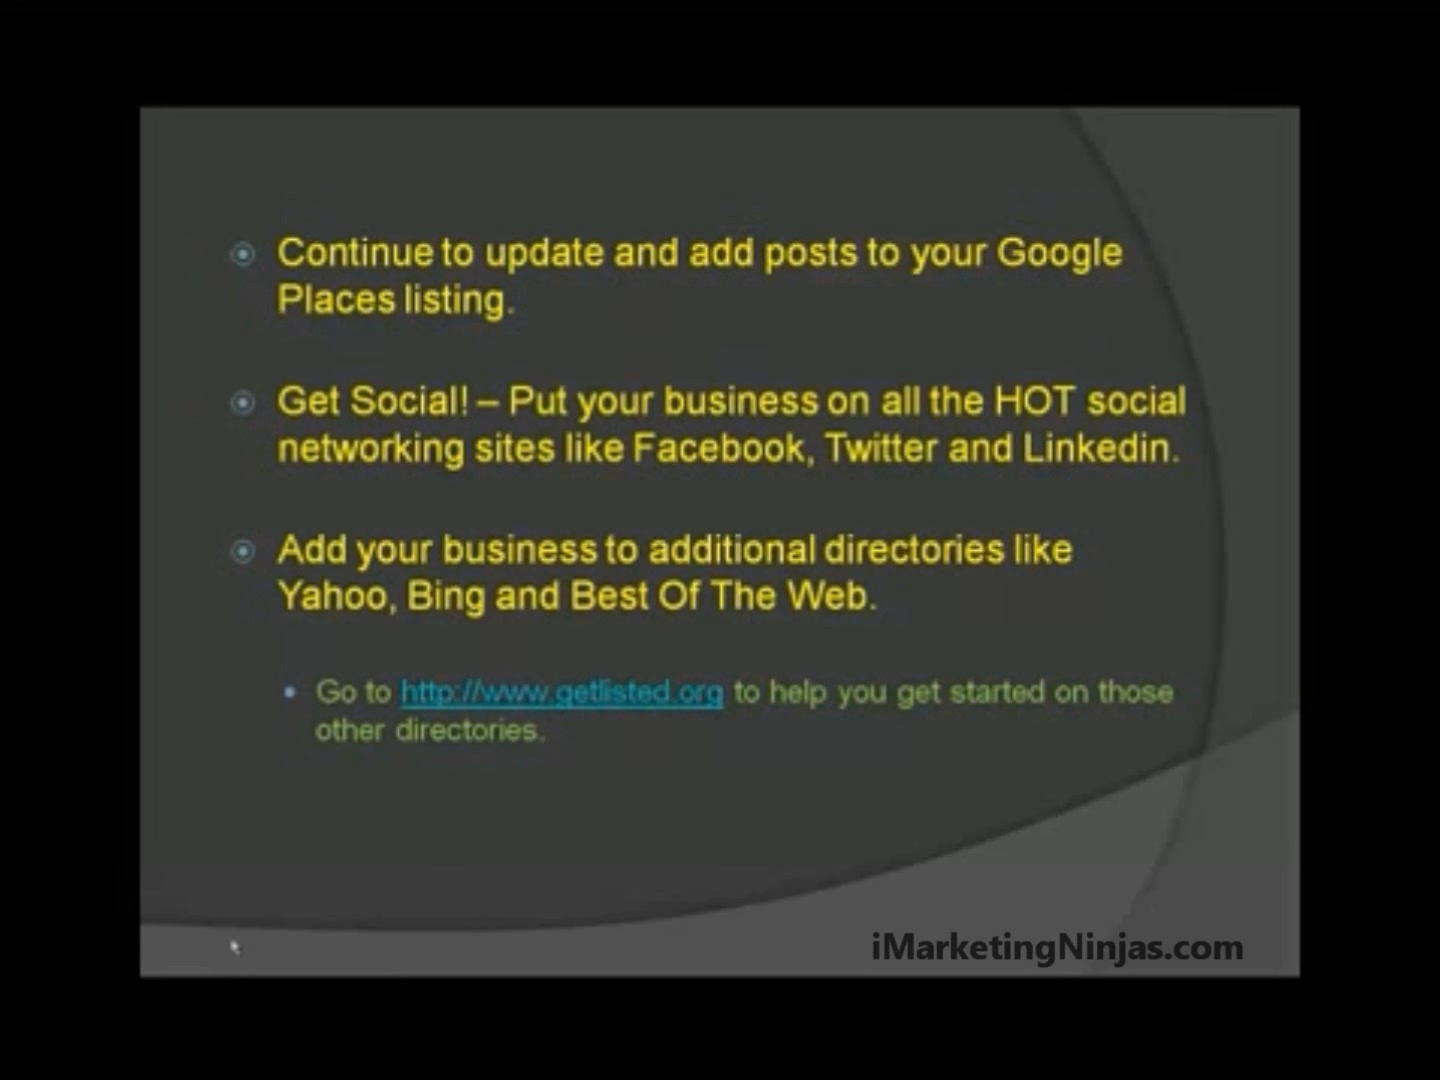 Continue to update and add posts to your Google
Places listing.
Get Social! – Put your business on all the HOT social
networking sites like Facebook, Twitter and Linkedin.
Add your business to additional directories like
Yahoo, Bing and Best Of The Web.
Go to http://www.getlisted.org to help you get started on those
other directories.
iMarketingNinjas.com